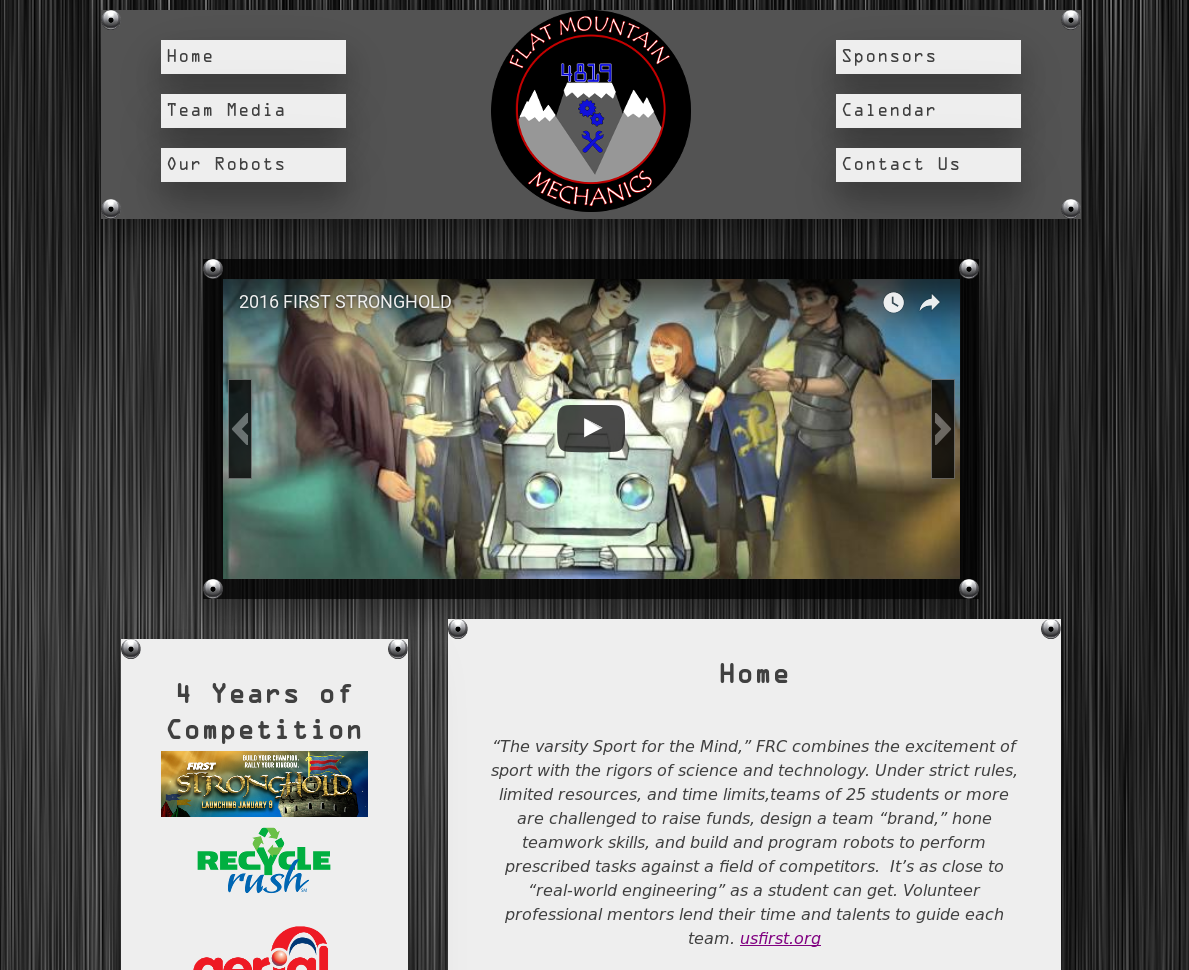 Home
Team Media
Our Robots
FLAT MOUNTAIN
4819
MECHANICS
Sponsors
Calendar
Contact Us
2016 FIRST STRONGHOLD
4 Years of
Competition
BUILD YOUR CHAMPION.
RALLY YOUR KINGDOM.
FIRST
STRONGHOLD
LAUNCHING JANUARY 9
RECYCLE
rush
aerial
Home
“The varsity Sport for the Mind,” FRC combines the excitement of
sport with the rigors of science and technology. Under strict rules,
limited resources, and time limits,teams of 25 students or more
are challenged to raise funds, design a team “brand,” hone
teamwork skills, and build and program robots to perform
prescribed tasks against a field of competitors.  It’s as close to
“real-world engineering” as a student can get. Volunteer
professional mentors lend their time and talents to guide each
team. usfirst.org